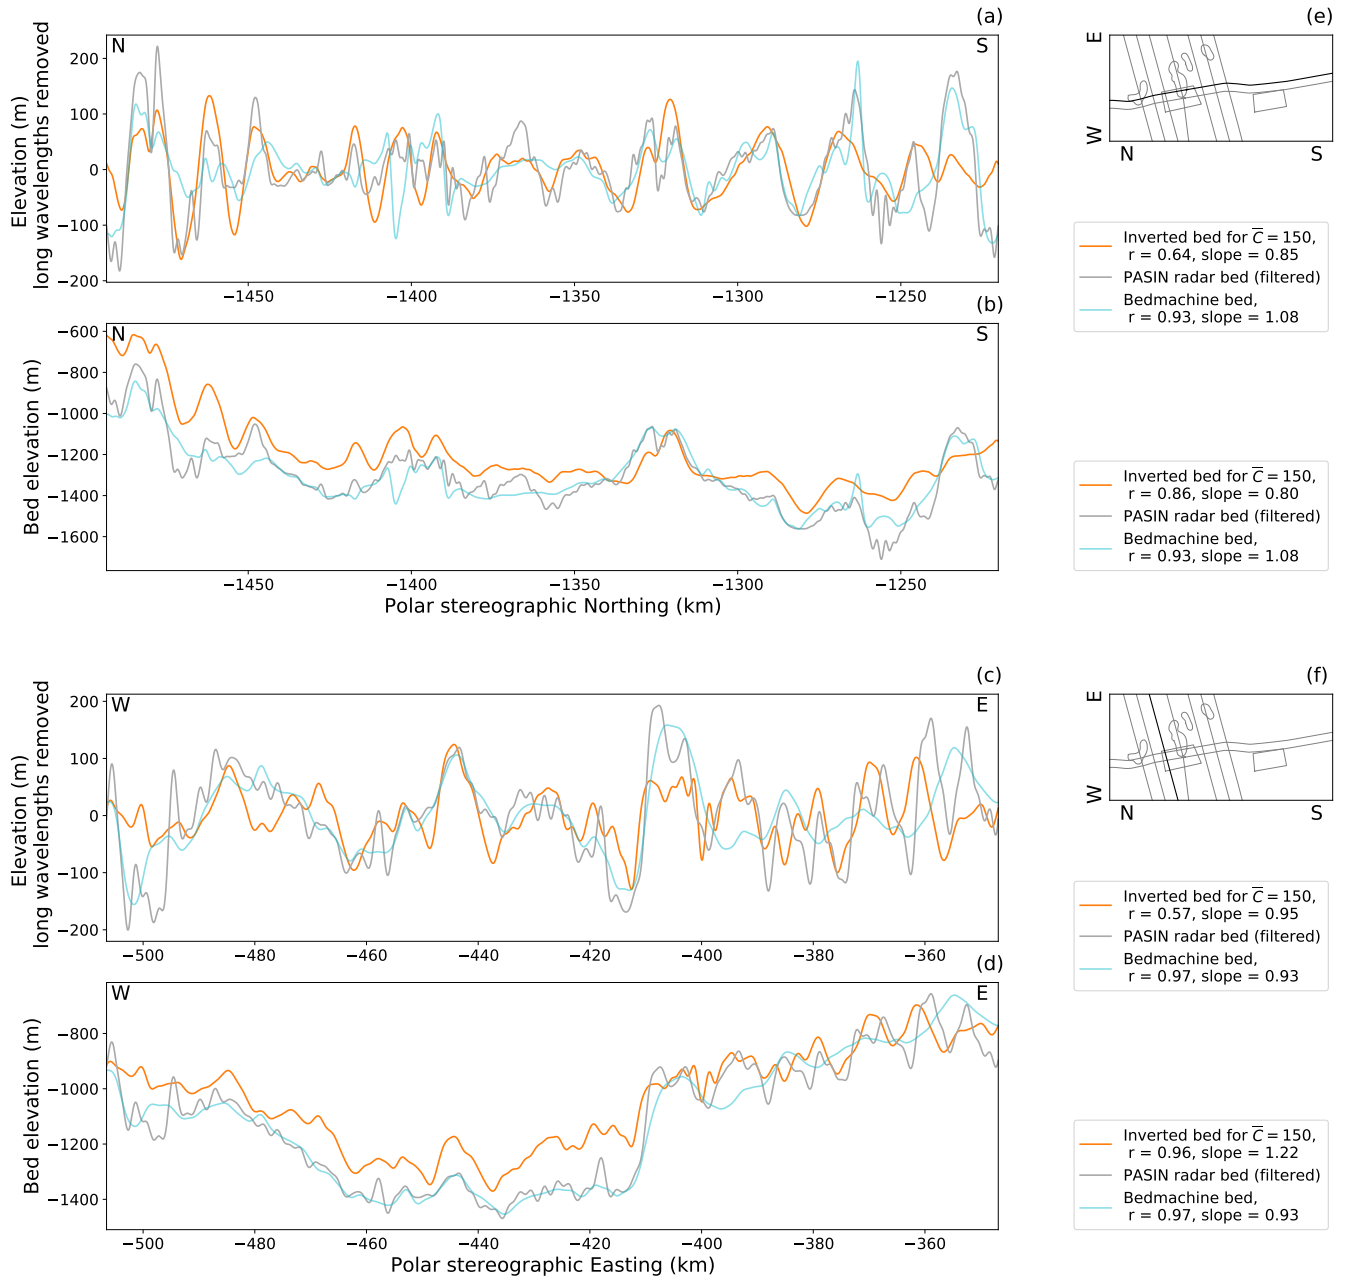 (a)
(e)
Elevation (m)
long wavelengths removed
N
S
200
100
0
−100
−200
−1450
−1400
−1350
−1300
−1250
E
W
N
S
Inverted bed for C̅ = 150,
r = 0.64, slope = 0.85
PASIN radar bed (filtered)
Bedmachine bed,
r = 0.93, slope = 1.08
(b)
Bed elevation (m)
N
S
−600
−800
−1000
−1200
−1400
−1600
−1450
−1400
−1350
−1300
−1250
Polar stereographic Northing (km)
Inverted bed for C̅ = 150,
r = 0.86, slope = 0.80
PASIN radar bed (filtered)
Bedmachine bed,
r = 0.93, slope = 1.08
(c)
(f)
Elevation (m)
long wavelengths removed
W
E
200
100
0
−100
−200
−500
−480
−460
−440
−420
−400
−380
−360
E
W
N
S
Inverted bed for C̅ = 150,
r = 0.57, slope = 0.95
PASIN radar bed (filtered)
Bedmachine bed,
r = 0.97, slope = 0.93
(d)
Bed elevation (m)
W
E
−800
−1000
−1200
−1400
−500
−480
−460
−440
−420
−400
−380
−360
Polar stereographic Easting (km)
Inverted bed for C̅ = 150,
r = 0.96, slope = 1.22
PASIN radar bed (filtered)
Bedmachine bed,
r = 0.97, slope = 0.93